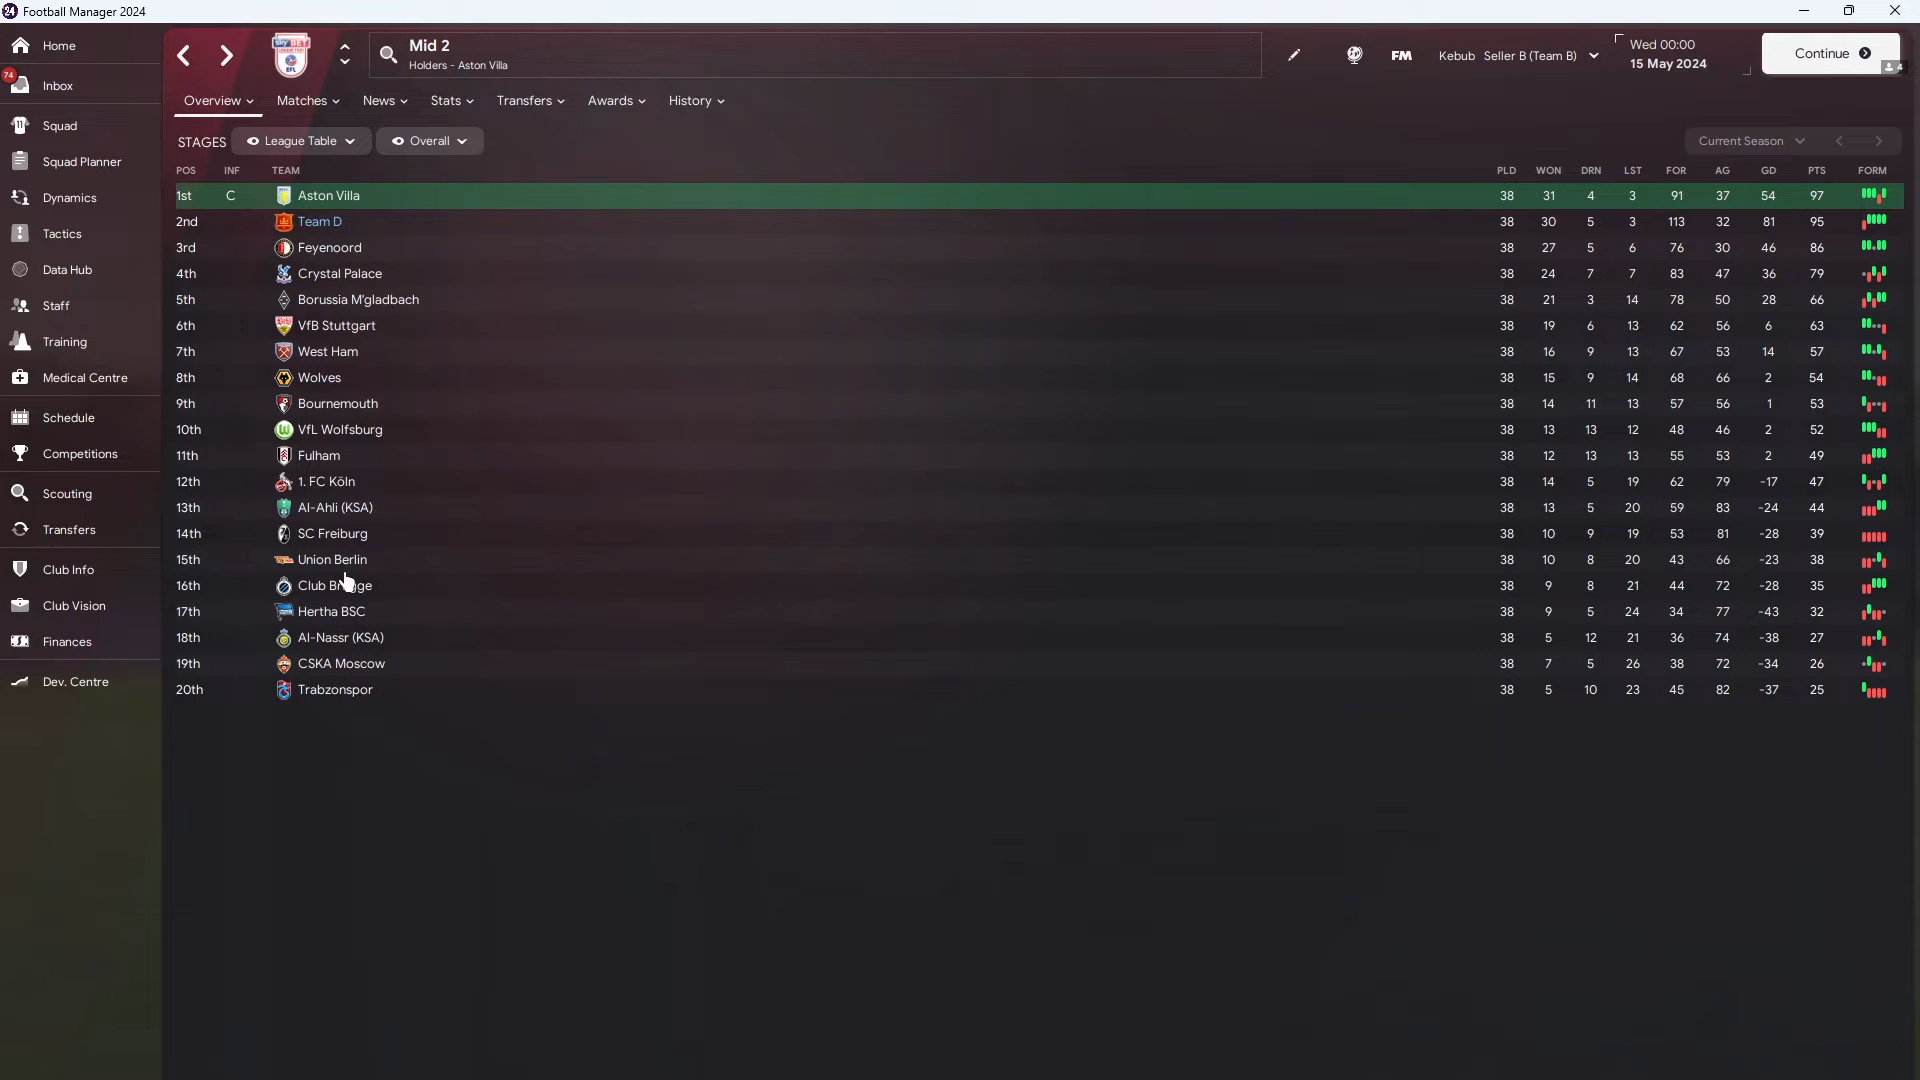 24 Football Manager 2024
Home
74
Inbox
11 Squad
Squad Planner
Dynamics
Tactics
Data Hub
Staff
Training
Medical Centre
Schedule
Competitions
Scouting
Transfers
Club Info
Club Vision
Finances
Dev. Centre
SKY BET
EFL
Mid 2
Holders - Aston Villa
FM
Kebub Seller B (Team B)
Wed 00:00
15 May 2024
Continue
4
Overview Matches News Stats Transfers Awards History
STAGES League Table Overall Current Season
POS INF TEAM PLD WON DRN LST FOR AG GD PTS FORM
1st C Aston Villa 38 31 4 3 91 37 54 97
2nd Team D 38 30 5 3 113 32 81 95
3rd Feyenoord 38 27 5 6 76 30 46 86
4th Crystal Palace 38 24 7 7 83 47 36 79
5th Borussia M'gladbach 38 21 3 14 78 50 28 66
6th VfB Stuttgart 38 19 6 13 62 56 6 63
7th West Ham 38 16 9 13 67 53 14 57
8th Wolves 38 15 9 14 68 66 2 54
9th Bournemouth 38 14 11 13 57 56 1 53
10th VfL Wolfsburg 38 13 13 12 48 46 2 52
11th Fulham 38 12 13 13 55 53 2 49
12th 1. FC Köln 38 14 5 19 62 79 -17 47
13th Al-Ahli (KSA) 38 13 5 20 59 83 -24 44
14th SC Freiburg 38 10 9 19 53 81 -28 39
15th Union Berlin 38 10 8 20 43 66 -23 38
16th Club 38 9 8 21 44 72 -28 35
17th Hertha BSC 38 9 5 24 34 77 -43 32
18th Al-Nassr (KSA) 38 5 12 21 36 74 -38 27
19th CSKA Moscow 38 7 5 26 38 72 -34 26
20th Trabzonspor 38 5 10 23 45 82 -37 25